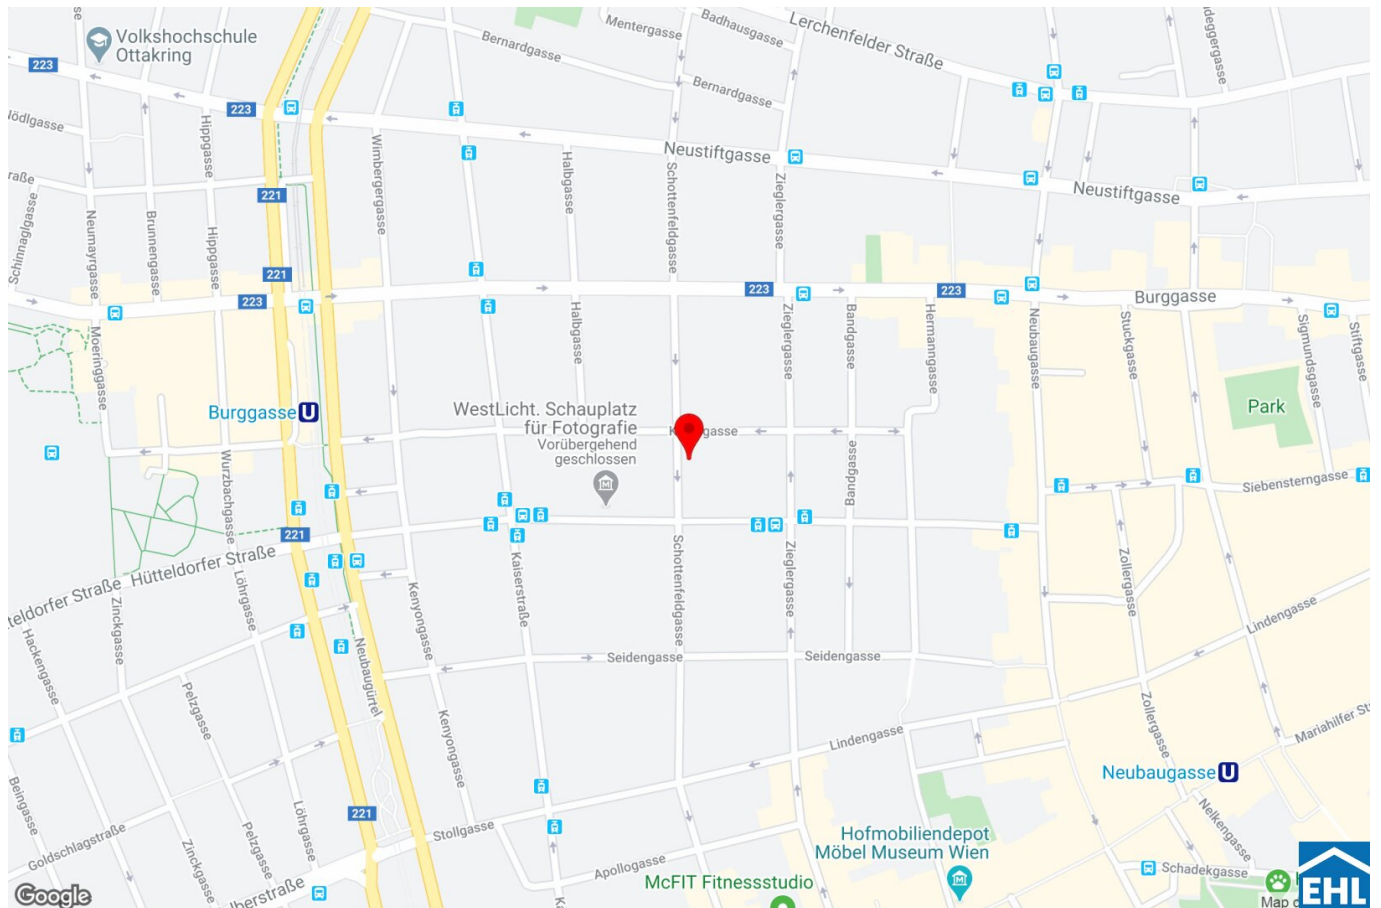 Volkshochschule
Ottakring
Mentergasse
Badhausgasse
Lerchenfelder Straße
Bernardgasse
Bernardgasse
223
223
Hippgasse
Wimbergergasse
Halbgasse
Neustiftgasse
Neustiftgasse
Schottenfeldgasse
Zieglergasse
221
Schinnaglgasse
Neumayrgasse
Brunnengasse
Hippgasse
221
223
223
223
Burggasse
Moeringgasse
Halbgasse
Zieglergasse
Bandgasse
Hermanngasse
Neubaugasse
Stuckgasse
Sigmundsgasse
Stiftgasse
Burggasse U
WestLicht. Schauplatz
für Fotografie
Vorübergehend
geschlossen
M
Park
Bandgasse
Wurzbachgasse
Siebensterngasse
221
Hütteldorfer Straße
Zinckgasse
Löhrgasse
Kenyongasse
Kaiserstraße
Schottenfeldgasse
Zieglergasse
Zollergasse
Lindengasse
Hackengasse
Pelzgasse
Neubaugürtel
Seidengasse
Seidengasse
Kenyongasse
Lindengasse
Zollergasse
Neubaugasse U
Beingasse
Goldschlagstraße
Zinckgasse
Pelzgasse
Löhrgasse
221
Stollgasse
Apollogasse
Hofmobiliendepot
Möbel Museum Wien
M
Nelkengasse
Schadekgasse
McFIT Fitnessstudio
Google
EHL